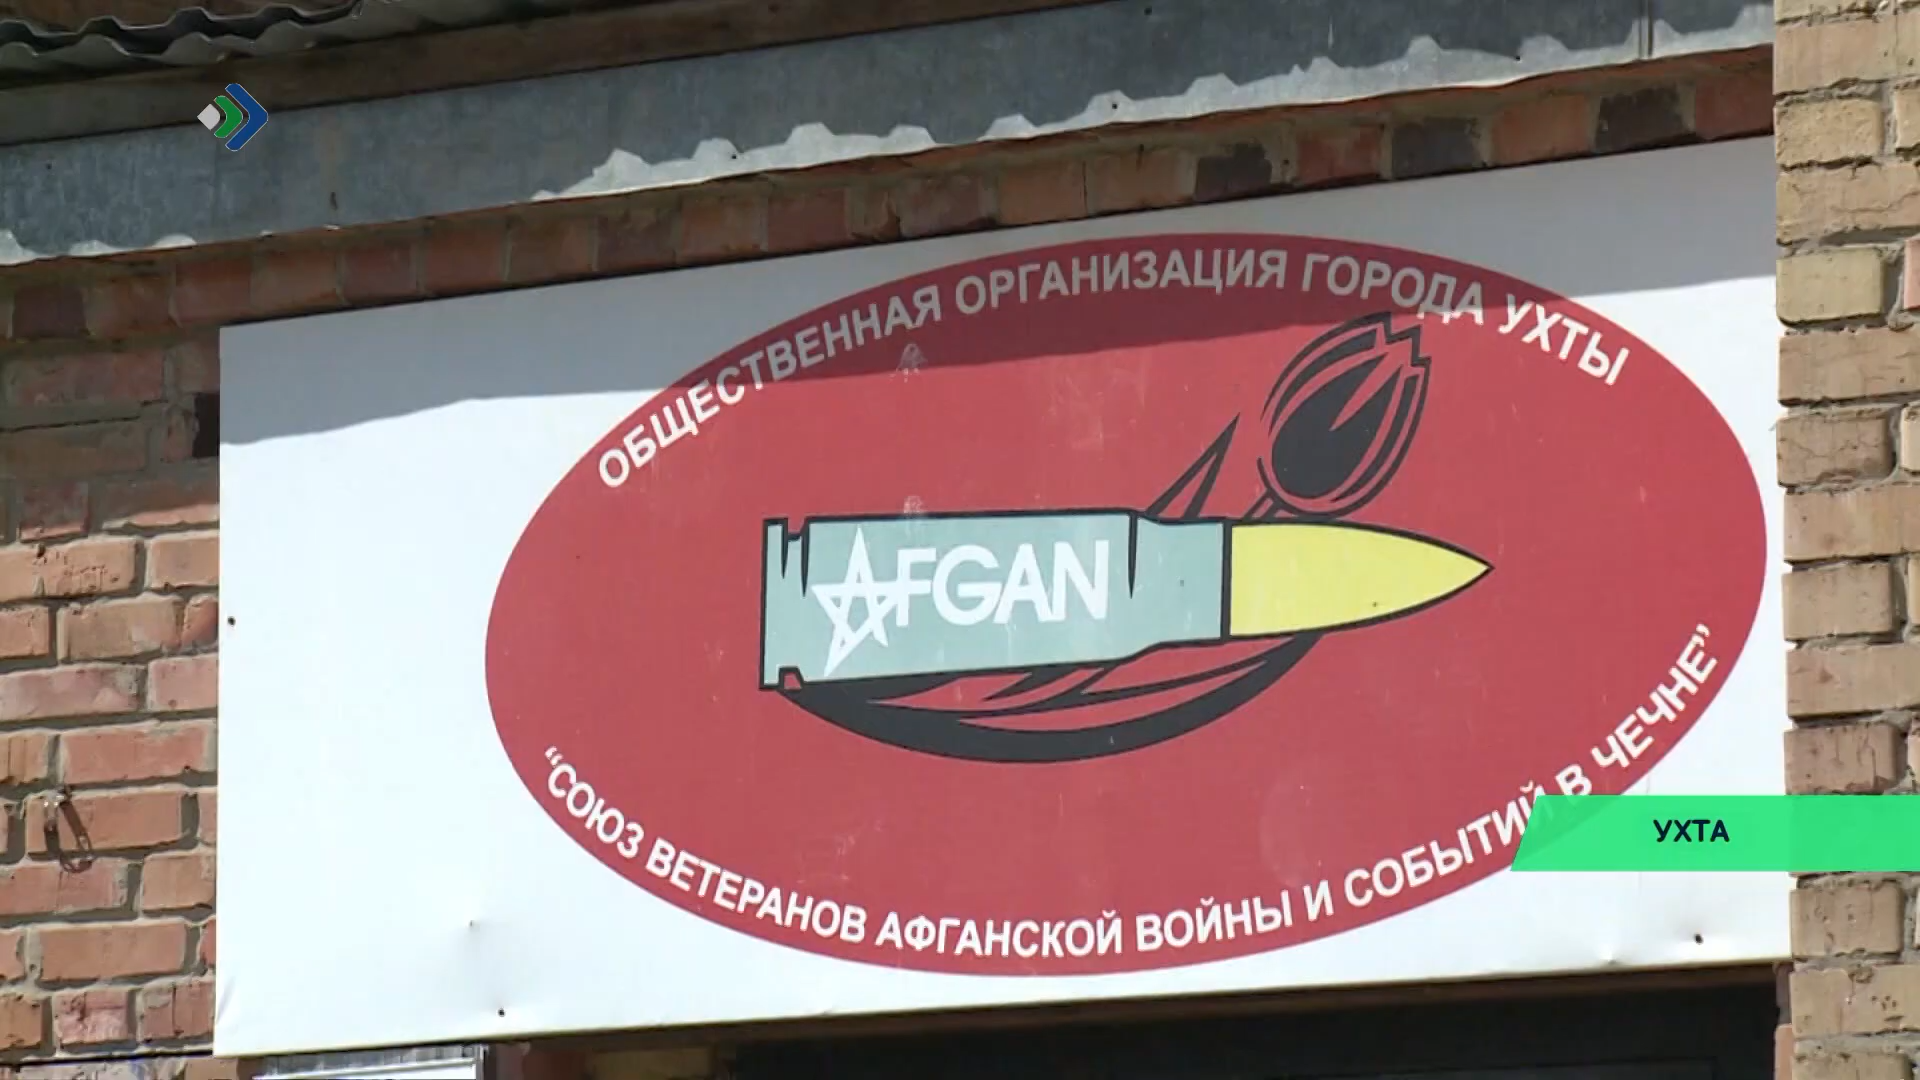 ОБЩЕСТВЕННАЯ ОРГАНИЗАЦИЯ ГОРОДА УХТЫ
AFGAN
“СОЮЗ ВЕТЕРАНОВ АФГАНСКОЙ ВОЙНЫ И СОБЫТИЙ В ЧЕЧНЕ”
УХТА